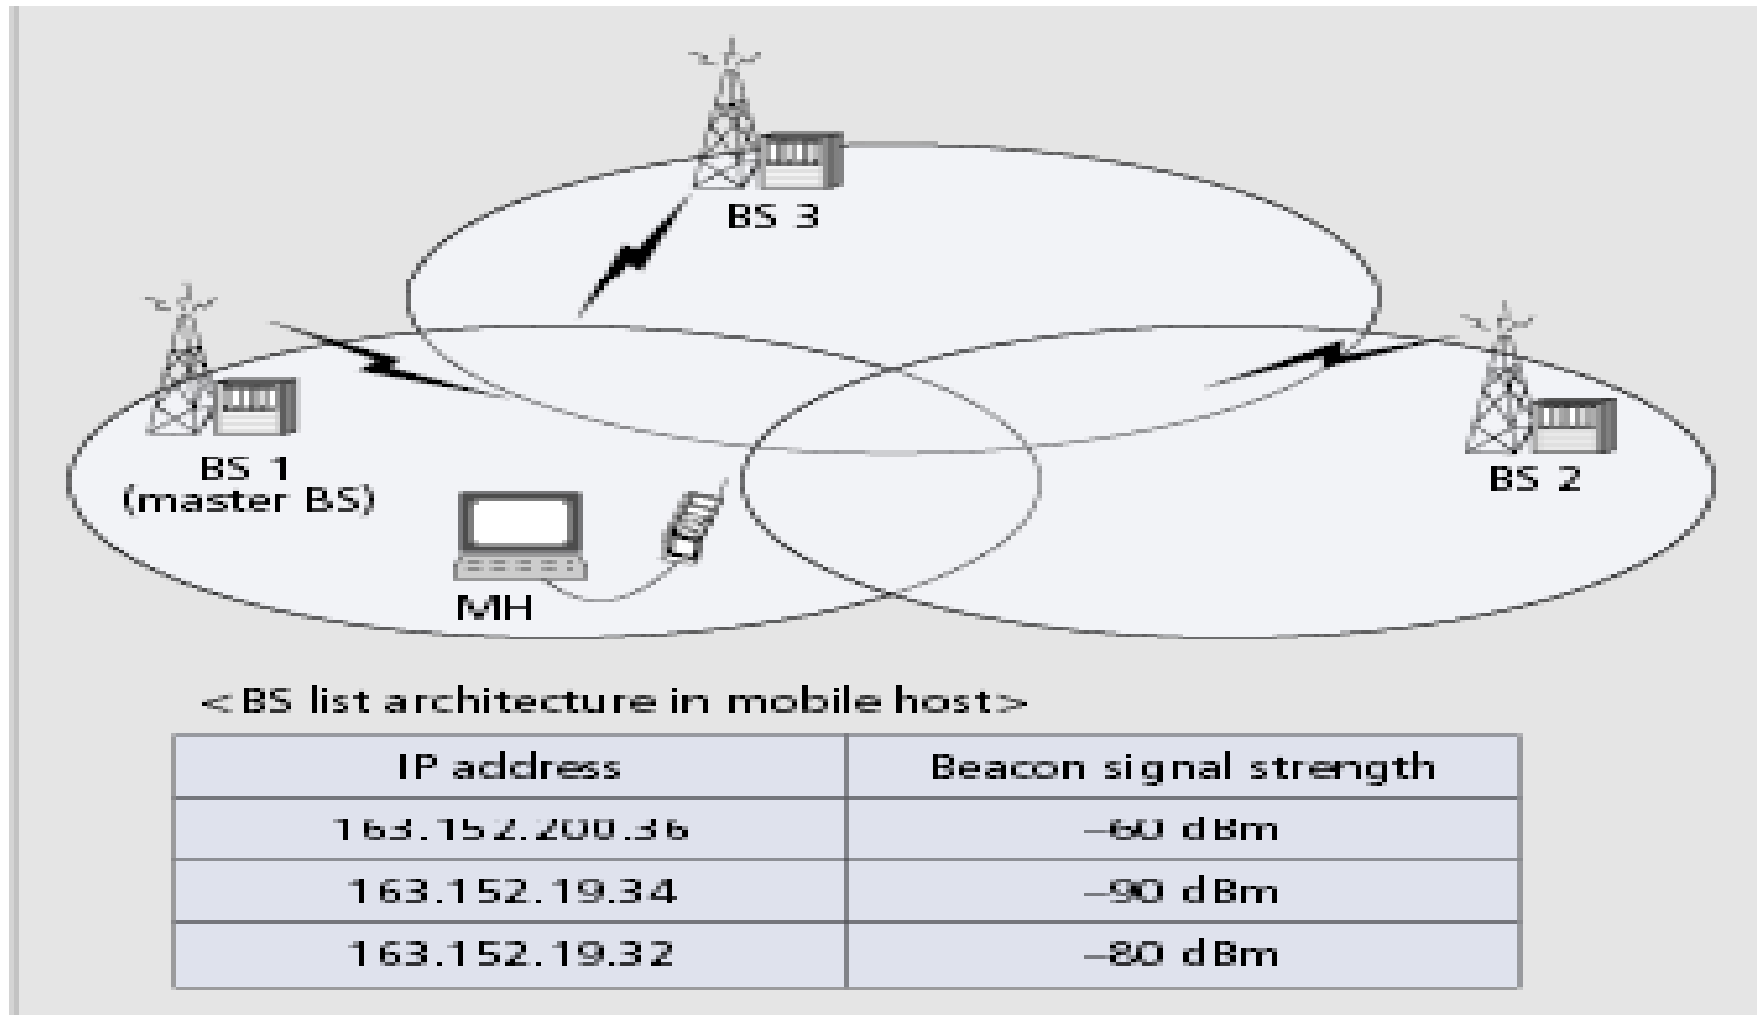 BS 3
BS 1
(master BS)
BS 2
MH
<BS list architecture in mobile host>
IP address Beacon signal strength
163.152.200.36 –60 dBm
163.152.19.34 –90 dBm
163.152.19.32 –80 dBm